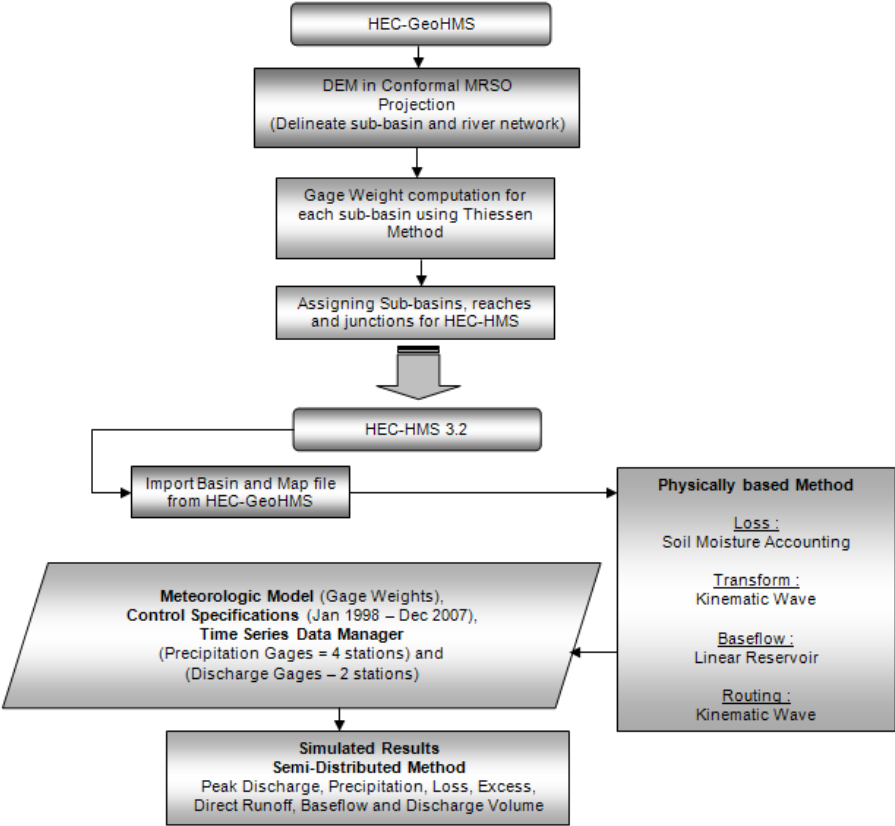 HEC-GeoHMS
DEM in Conformal MRSO
Projection
(Delineate sub-basin and river network)
Gage Weight computation for
each sub-basin using Thiessen
Method
Assigning Sub-basins, reaches
and junctions for HEC-HMS
HEC-HMS 3.2
Import Basin and Map file
from HEC-GeoHMS
Physically based Method
Loss :
Soil Moisture Accounting
Transform :
Kinematic Wave
Baseflow :
Linear Reservoir
Routing :
Kinematic Wave
Meteorologic Model (Gage Weights),
Control Specifications (Jan 1998 – Dec 2007),
Time Series Data Manager
(Precipitation Gages = 4 stations) and
(Discharge Gages – 2 stations)
Simulated Results
Semi-Distributed Method
Peak Discharge, Precipitation, Loss, Excess,
Direct Runoff, Baseflow and Discharge Volume